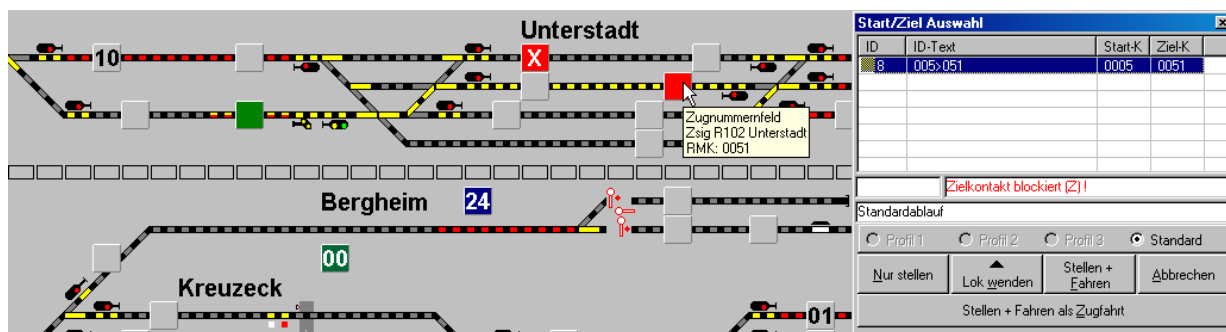 Unterstadt
10
X
Zugnummernfeld
Zsig R102 Unterstadt
RMK: 0051
Bergheim
24
00
Kreuzeck
01
Start/Ziel Auswahl
ID ID-Text Start-K Ziel-K
8 005>051 0005 0051
Zielkontakt blockiert (Z) !
Standardablauf
Profil 1 Profil 2 Profil 3 Standard
Nur stellen Lok wenden Stellen + Fahren Abbrechen
Stellen + Fahren als Zugfahrt